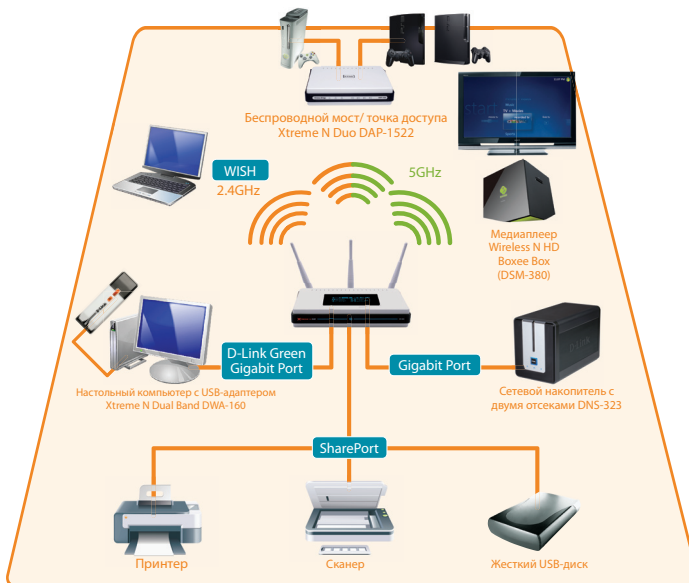 Беспроводной мост/ точка доступа
Xtreme N Duo DAP-1522
WISH
2.4GHz
5GHz
Медиаплеер
Wireless N HD
Boxee Box
(DSM-380)
D-Link Green
Gigabit Port
Gigabit Port
Настольный компьютер с USB-адаптером
Xtreme N Dual Band DWA-160
Сетевой накопитель с
двумя отсеками DNS-323
SharePort
Принтер
Сканер
Жесткий USB-диск